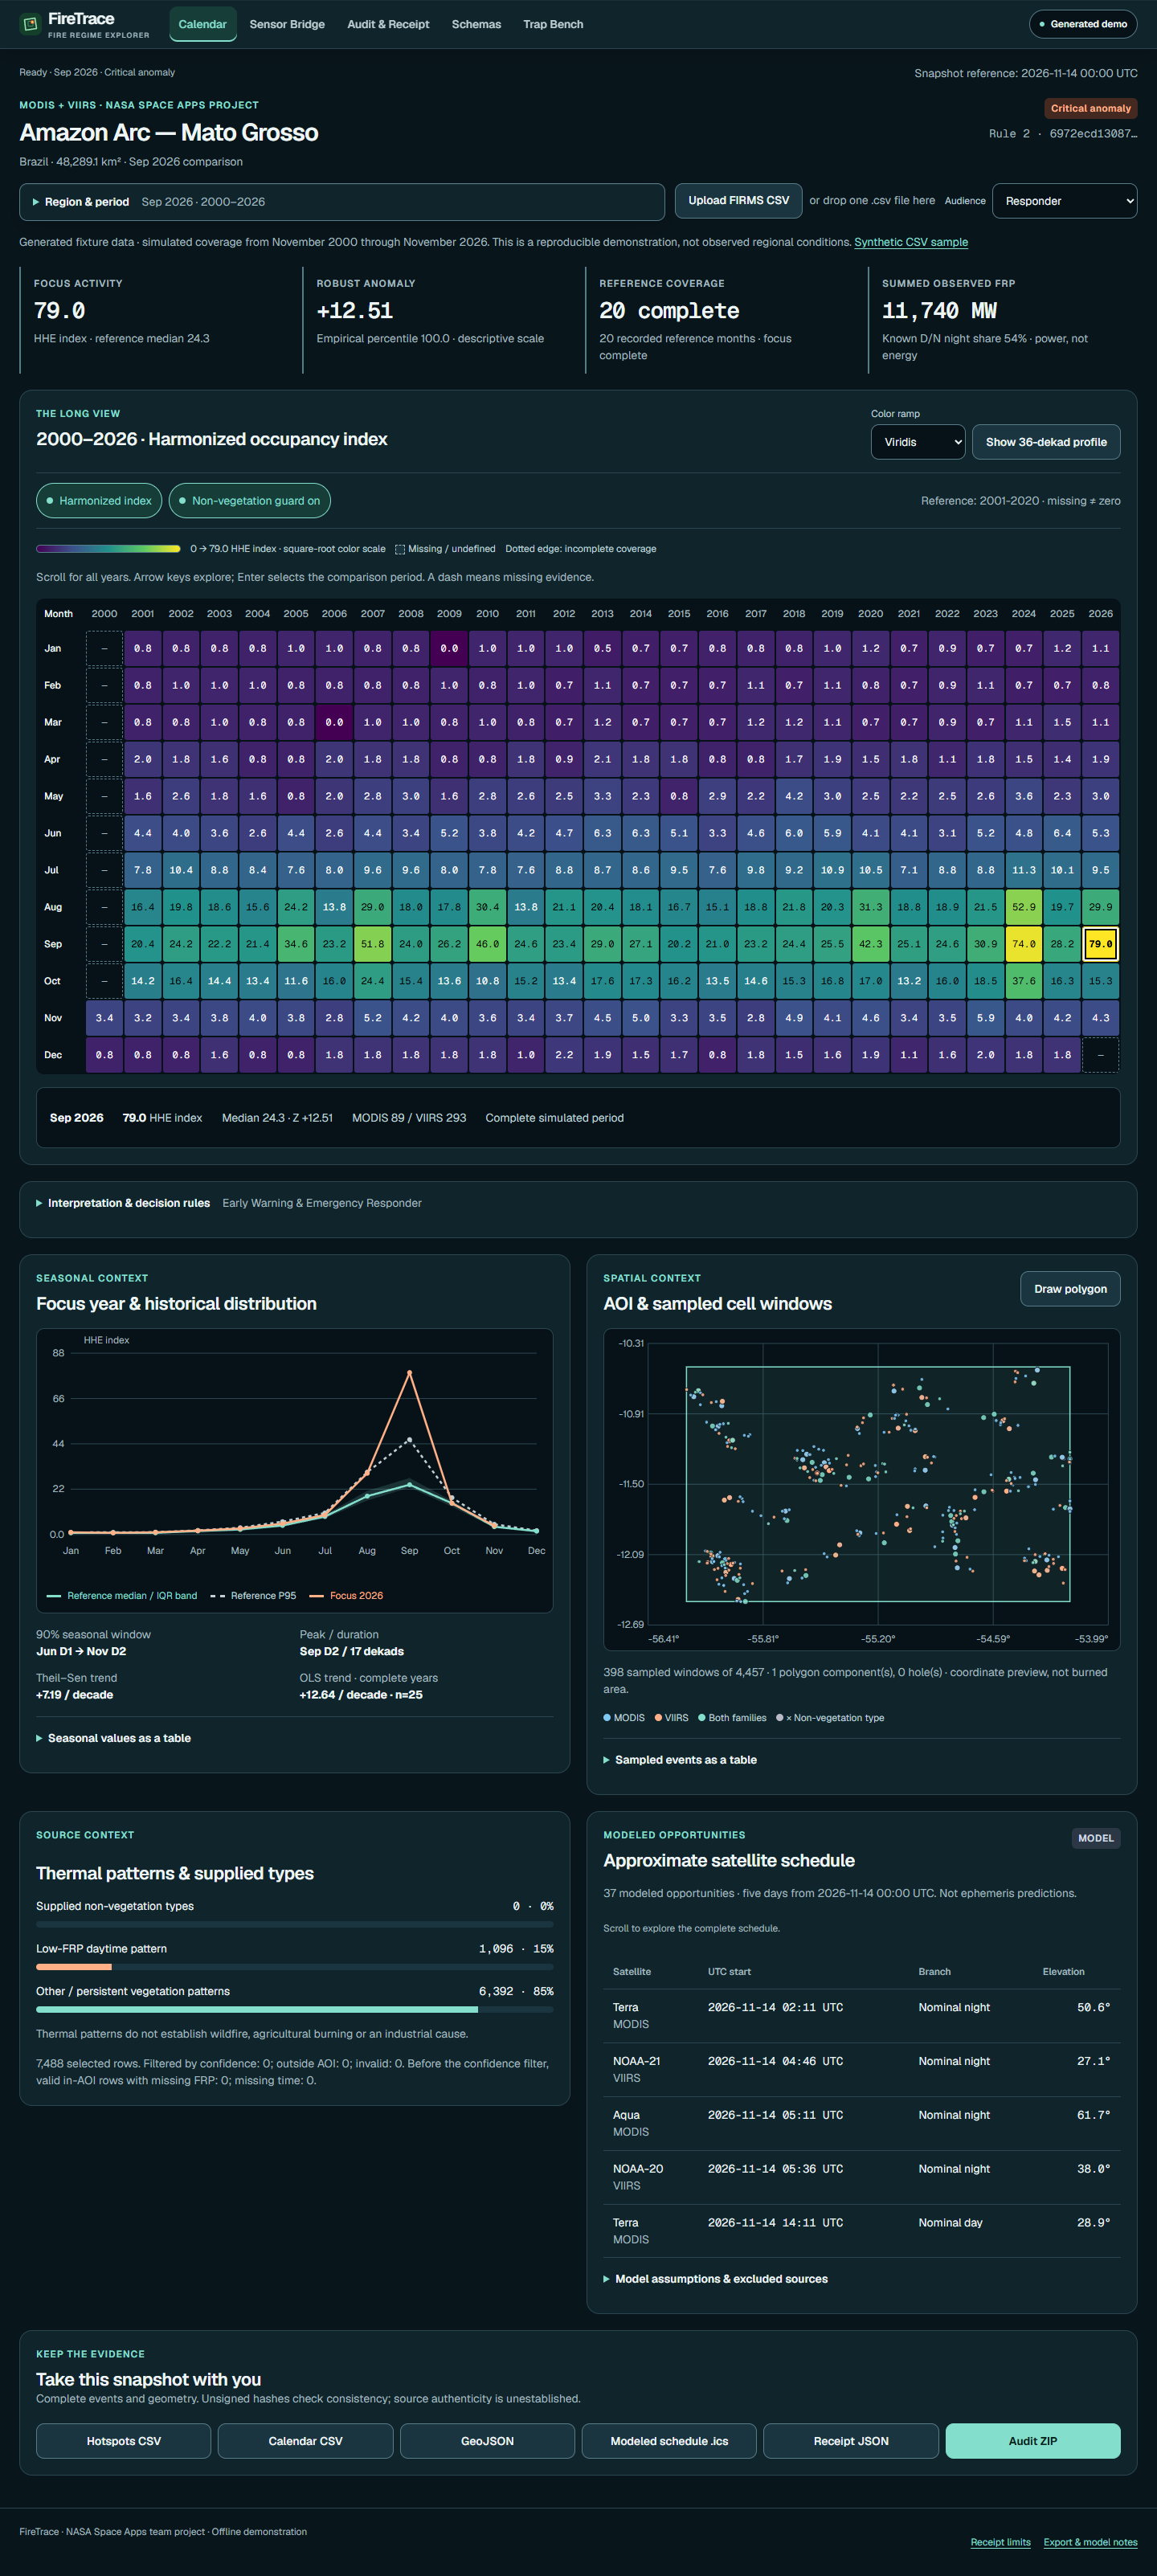 FireTrace
FIRE REGIME EXPLORER
Calendar
Sensor Bridge
Audit & Receipt
Schemas
Trap Bench
Generated demo
Ready · Sep 2026 · Critical anomaly
Snapshot reference: 2026-11-14 00:00 UTC
MODIS + VIIRS · NASA SPACE APPS PROJECT
Critical anomaly
Amazon Arc — Mato Grosso
Rule 2 · 6972ecd13087…
Brazil · 48,289.1 km² · Sep 2026 comparison
Region & period Sep 2026 · 2000–2026
Upload FIRMS CSV
or drop one .csv file here
Audience
Responder
Generated fixture data · simulated coverage from November 2000 through November 2026. This is a reproducible demonstration, not observed regional conditions. Synthetic CSV sample
FOCUS ACTIVITY
79.0
HHE index · reference median 24.3
ROBUST ANOMALY
+12.51
Empirical percentile 100.0 · descriptive scale
REFERENCE COVERAGE
20 complete
20 recorded reference months · focus
complete
SUMMED OBSERVED FRP
11,740 MW
Known D/N night share 54% · power, not
energy
THE LONG VIEW
2000–2026 · Harmonized occupancy index
Color ramp
Viridis
Show 36-dekad profile
Harmonized index
Non-vegetation guard on
Reference: 2001-2020 · missing ≠ zero
0 → 79.0 HHE index · square-root color scale
Missing / undefined
Dotted edge: incomplete coverage
Scroll for all years. Arrow keys explore; Enter selects the comparison period. A dash means missing evidence.
Month 2000 2001 2002 2003 2004 2005 2006 2007 2008 2009 2010 2011 2012 2013 2014 2015 2016 2017 2018 2019 2020 2021 2022 2023 2024 2025 2026
Jan – 0.8 0.8 0.8 0.8 1.0 1.0 0.8 0.8 0.0 1.0 1.0 1.0 0.5 0.7 0.7 0.8 0.8 0.8 1.0 1.2 0.7 0.9 0.7 0.7 1.2 1.1
Feb – 0.8 1.0 1.0 1.0 0.8 0.8 0.8 0.8 1.0 0.8 1.0 0.7 1.1 0.7 0.7 0.7 1.1 0.7 1.1 0.8 0.7 0.9 1.1 0.7 0.7 0.8
Mar – 0.8 0.8 1.0 0.8 0.8 0.0 1.0 1.0 0.8 1.0 0.8 0.7 1.2 0.7 0.7 0.7 1.2 1.2 1.1 0.7 0.7 0.9 0.7 1.1 1.5 1.1
Apr – 2.0 1.8 1.6 0.8 0.8 2.0 1.8 1.8 0.8 0.8 1.8 0.9 2.1 1.8 1.8 0.8 0.8 1.7 1.9 1.5 1.8 1.1 1.8 1.5 1.4 1.9
May – 1.6 2.6 1.8 1.6 0.8 2.0 2.8 3.0 1.6 2.8 2.6 2.5 3.3 2.3 0.8 2.9 2.2 4.2 3.0 2.5 2.2 2.5 2.6 3.6 2.3 3.0
Jun – 4.4 4.0 3.6 2.6 4.4 2.6 4.4 3.4 5.2 3.8 4.2 4.7 6.3 6.3 5.1 3.3 4.6 6.0 5.9 4.1 4.1 3.1 5.2 4.8 6.4 5.3
Jul – 7.8 10.4 8.8 8.4 7.6 8.0 9.6 9.6 8.0 7.8 7.6 8.8 8.7 8.6 9.5 7.6 9.8 9.2 10.9 10.5 7.1 8.8 8.8 11.3 10.1 9.5
Aug – 16.4 19.8 18.6 15.6 24.2 13.8 29.0 18.0 17.8 30.4 13.8 21.1 20.4 18.1 16.7 15.1 18.8 21.8 20.3 31.3 18.8 18.9 21.5 52.9 19.7 29.9
Sep – 20.4 24.2 22.2 21.4 34.6 23.2 51.8 24.0 26.2 46.0 24.6 23.4 29.0 27.1 20.2 21.0 23.2 24.4 25.5 42.3 25.1 24.6 30.9 74.0 28.2 79.0
Oct – 14.2 16.4 14.4 13.4 11.6 16.0 24.4 15.4 13.6 10.8 15.2 13.4 17.6 17.3 16.2 13.5 14.6 15.3 16.8 17.0 13.2 16.0 18.5 37.6 16.3 15.3
Nov 3.4 3.2 3.4 3.8 4.0 3.8 2.8 5.2 4.2 4.0 3.6 3.4 3.7 4.5 5.0 3.3 3.5 2.8 4.9 4.1 4.6 3.4 3.5 5.9 4.0 4.2 4.3
Dec 0.8 0.8 0.8 1.6 0.8 0.8 1.8 1.8 1.8 1.8 1.8 1.0 2.2 1.9 1.5 1.7 0.8 1.8 1.5 1.6 1.9 1.1 1.6 2.0 1.8 1.8 –
Sep 2026 79.0 HHE index Median 24.3 · Z +12.51 MODIS 89 / VIIRS 293 Complete simulated period
Interpretation & decision rules Early Warning & Emergency Responder
SEASONAL CONTEXT
Focus year & historical distribution
HHE index
88
66
44
22
0.0
Jan Feb Mar Apr May Jun Jul Aug Sep Oct Nov Dec
Reference median / IQR band
Reference P95
Focus 2026
90% seasonal window
Jun D1 → Nov D2
Peak / duration
Sep D2 / 17 dekads
Theil–Sen trend
+7.19 / decade
OLS trend · complete years
+12.64 / decade · n=25
Seasonal values as a table
SPATIAL CONTEXT
AOI & sampled cell windows
Draw polygon
-10.31
-10.91
-11.50
-12.09
-12.69
-56.41° -55.81° -55.20° -54.59° -53.99°
398 sampled windows of 4,457 · 1 polygon component(s), 0 hole(s) · coordinate preview, not burned
area.
MODIS
VIIRS
Both families
× Non-vegetation type
Sampled events as a table
SOURCE CONTEXT
Thermal patterns & supplied types
Supplied non-vegetation types 0 · 0%
Low-FRP daytime pattern 1,096 · 15%
Other / persistent vegetation patterns 6,392 · 85%
Thermal patterns do not establish wildfire, agricultural burning or an industrial cause.
7,488 selected rows. Filtered by confidence: 0; outside AOI: 0; invalid: 0. Before the confidence filter,
valid in-AOI rows with missing FRP: 0; missing time: 0.
MODELED OPPORTUNITIES
MODEL
Approximate satellite schedule
37 modeled opportunities · five days from 2026-11-14 00:00 UTC. Not ephemeris predictions.
Scroll to explore the complete schedule.
Satellite UTC start Branch Elevation
Terra 2026-11-14 02:11 UTC Nominal night 50.6°
MODIS
NOAA-21 2026-11-14 04:46 UTC Nominal night 27.1°
VIIRS
Aqua 2026-11-14 05:11 UTC Nominal night 61.7°
MODIS
NOAA-20 2026-11-14 05:36 UTC Nominal night 38.0°
VIIRS
Terra 2026-11-14 14:11 UTC Nominal day 28.9°
MODIS
Model assumptions & excluded sources
KEEP THE EVIDENCE
Take this snapshot with you
Complete events and geometry. Unsigned hashes check consistency; source authenticity is unestablished.
Hotspots CSV
Calendar CSV
GeoJSON
Modeled schedule .ics
Receipt JSON
Audit ZIP
FireTrace · NASA Space Apps team project · Offline demonstration
Receipt limits
Export & model notes